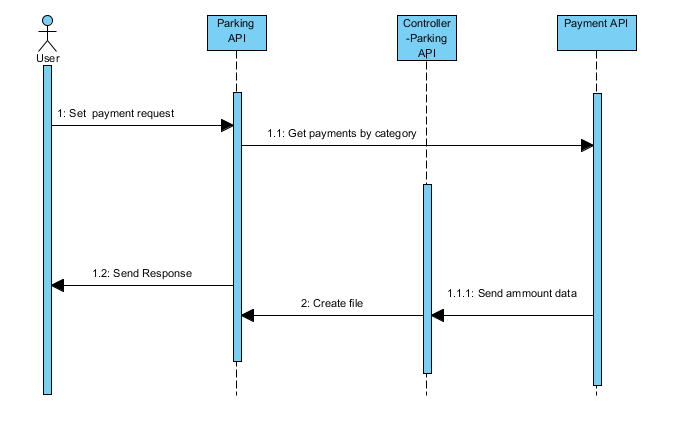 Parking
API
Controller
-Parking
API
Payment API
User
1: Set  payment request
1.1: Get payments by category
1.2: Send Response
1.1.1: Send ammount data
2: Create file